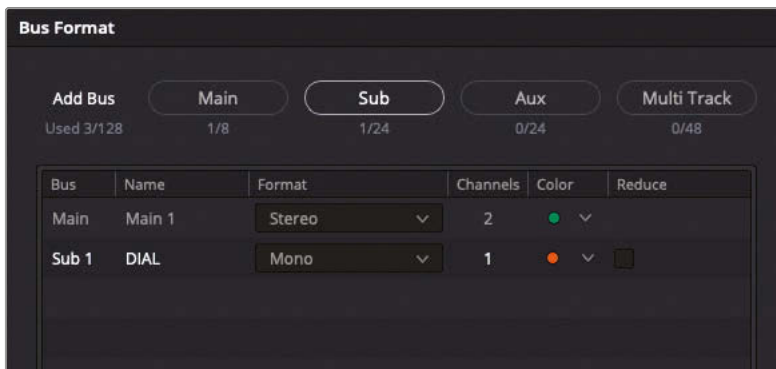 Bus Format
Add Bus Main Sub Aux Multi Track
Used 3/128 1/8 1/24 0/24 0/48
Bus Name Format Channels Color Reduce
Main Main 1 Stereo 2
Sub 1 DIAL Mono 1